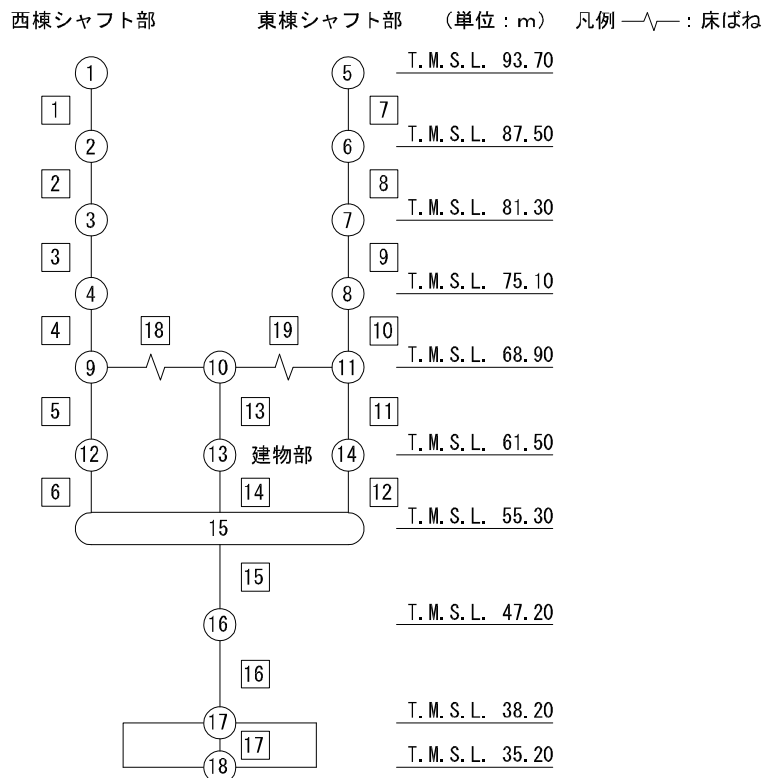 西棟シャフト部 東棟シャフト部 (単位：m) 凡例 ：床ばね
1 5 T.M.S.L. 93.70
1 7
2 6 T.M.S.L. 87.50
2 8
3 7 T.M.S.L. 81.30
3 9
4 8 T.M.S.L. 75.10
4 18 19 10
9 10 11 T.M.S.L. 68.90
5 13 11
12 13 建物部 14 T.M.S.L. 61.50
6 14 12
15 T.M.S.L. 55.30
15
16 T.M.S.L. 47.20
16
17 T.M.S.L. 38.20
17
18 T.M.S.L. 35.20